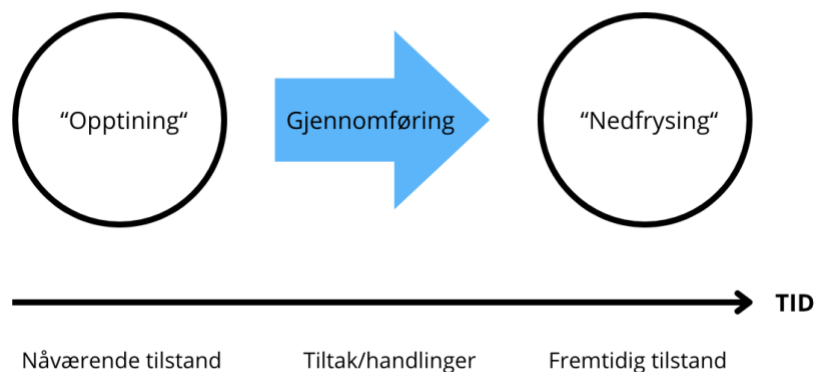 “Opptining“
Gjennomføring
“Nedfrysing“
TID
Nåværende tilstand
Tiltak/handlinger
Fremtidig tilstand